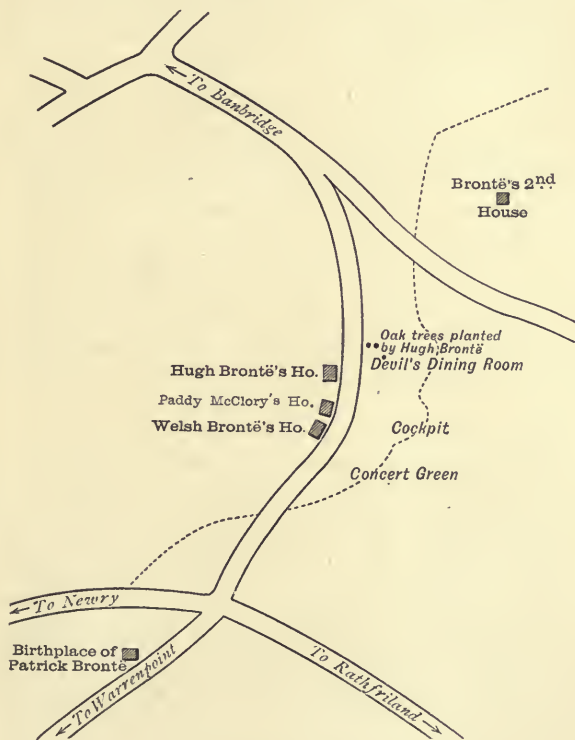 To Banbridge
Brontë's 2nd
House
Oak trees planted
by Hugh Brontë
Devil's Dining Room
Hugh Brontë's Ho.
Paddy McClory's Ho.
Welsh Brontë's Ho.
Cockpit
Concert Green
To Newry
Birthplace of
Patrick Brontë
To Warrenpoint
To Rathfriland